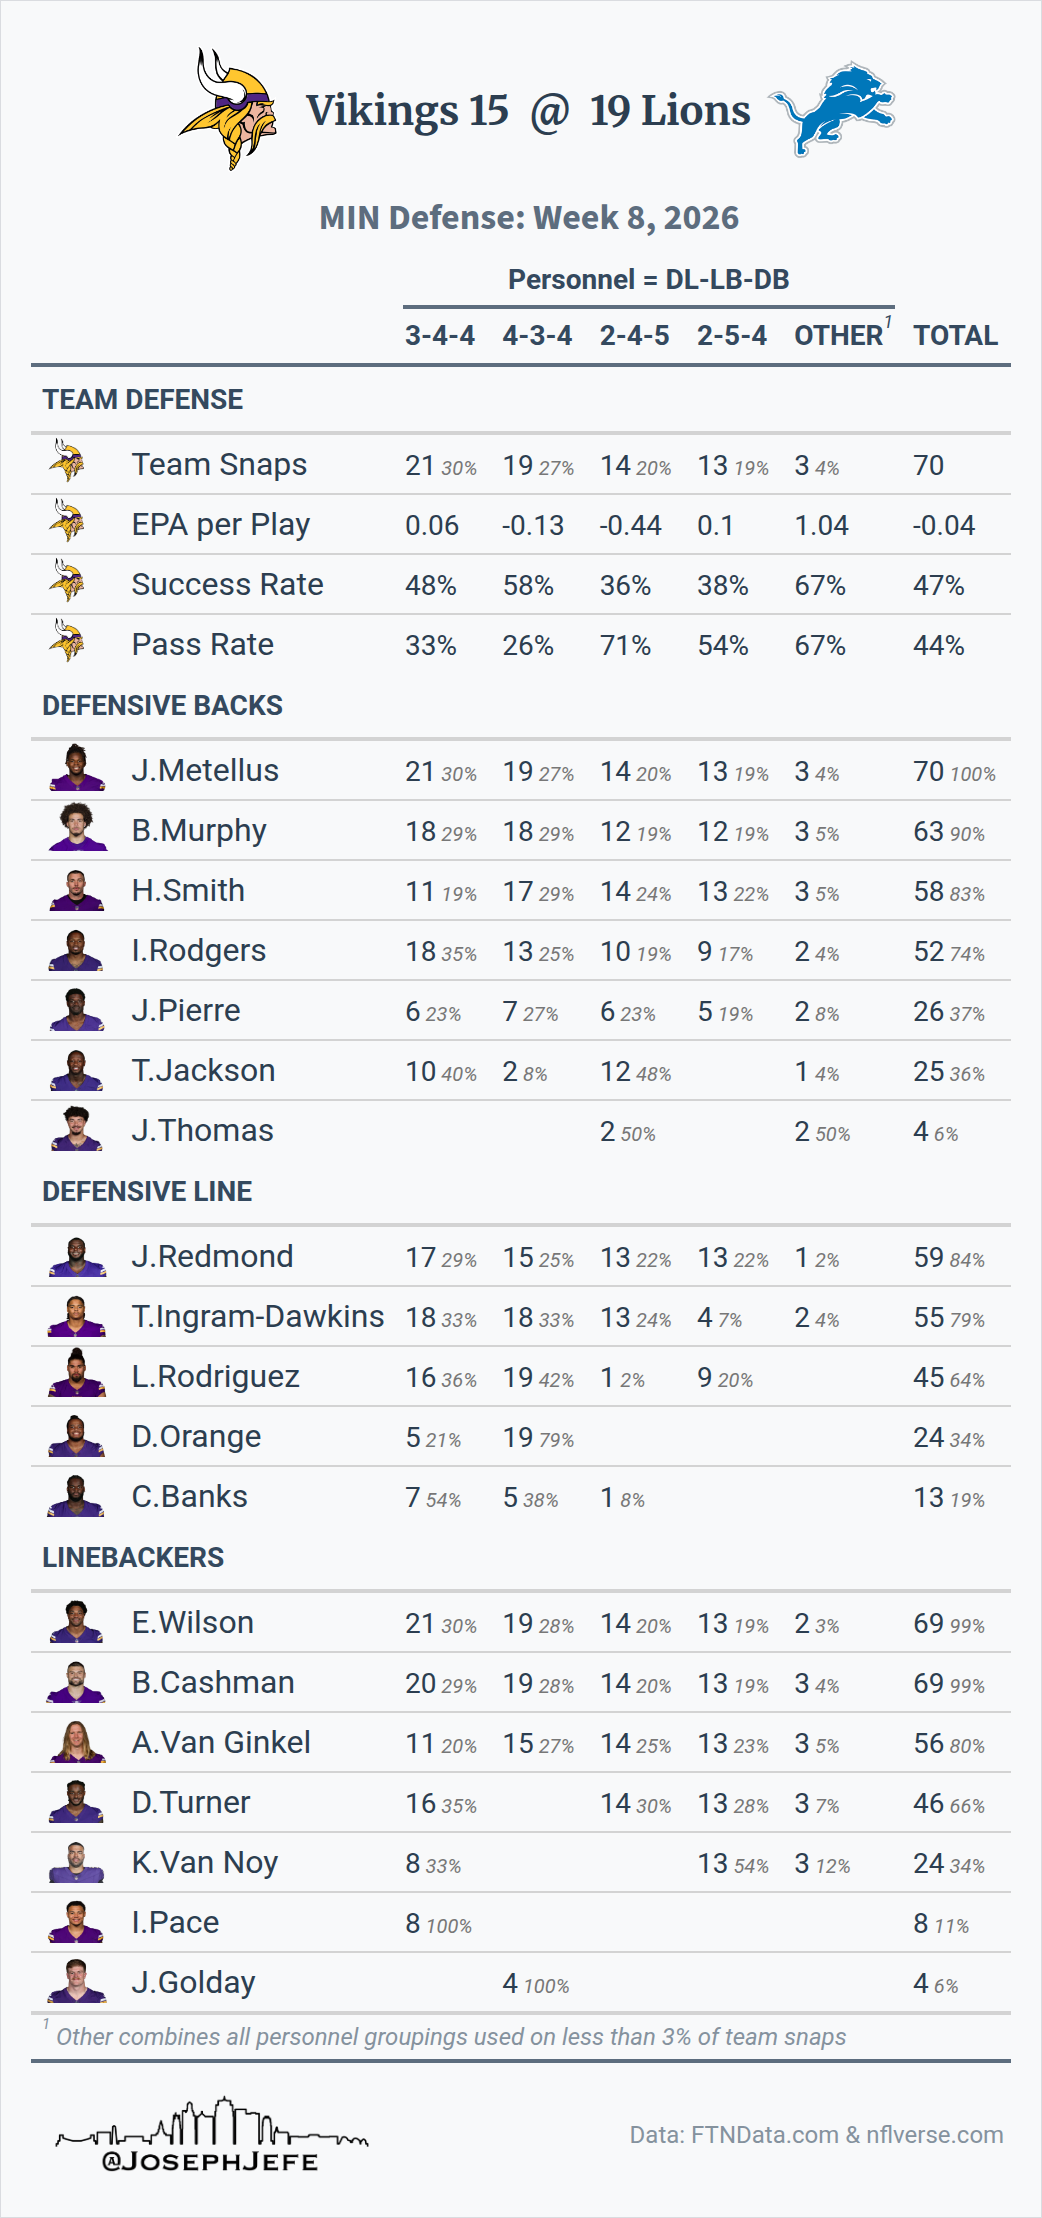 Vikings 15 @ 19 Lions
MIN Defense: Week 8, 2026
Personnel = DL-LB-DB
3-4-4 4-3-4 2-4-5 2-5-4 OTHER 1 TOTAL
TEAM DEFENSE
Team Snaps 21 30% 19 27% 14 20% 13 19% 3 4% 70
EPA per Play 0.06 -0.13 -0.44 0.1 1.04 -0.04
Success Rate 48% 58% 36% 38% 67% 47%
Pass Rate 33% 26% 71% 54% 67% 44%
DEFENSIVE BACKS
J.Metellus 21 30% 19 27% 14 20% 13 19% 3 4% 70 100%
B.Murphy 18 29% 18 29% 12 19% 12 19% 3 5% 63 90%
H.Smith 11 19% 17 29% 14 24% 13 22% 3 5% 58 83%
I.Rodgers 18 35% 13 25% 10 19% 9 17% 2 4% 52 74%
J.Pierre 6 23% 7 27% 6 23% 5 19% 2 8% 26 37%
T.Jackson 10 40% 2 8% 12 48% 1 4% 25 36%
J.Thomas 2 50% 2 50% 4 6%
DEFENSIVE LINE
J.Redmond 17 29% 15 25% 13 22% 13 22% 1 2% 59 84%
T.Ingram-Dawkins 18 33% 18 33% 13 24% 4 7% 2 4% 55 79%
L.Rodriguez 16 36% 19 42% 1 2% 9 20% 45 64%
D.Orange 5 21% 19 79% 24 34%
C.Banks 7 54% 5 38% 1 8% 13 19%
LINEBACKERS
E.Wilson 21 30% 19 28% 14 20% 13 19% 2 3% 69 99%
B.Cashman 20 29% 19 28% 14 20% 13 19% 3 4% 69 99%
A.Van Ginkel 11 20% 15 27% 14 25% 13 23% 3 5% 56 80%
D.Turner 16 35% 14 30% 13 28% 3 7% 46 66%
K.Van Noy 8 33% 13 54% 3 12% 24 34%
I.Pace 8 100% 8 11%
J.Golday 4 100% 4 6%
1 Other combines all personnel groupings used on less than 3% of team snaps
@JOSEPHJEFE
Data: FTNData.com & nflverse.com